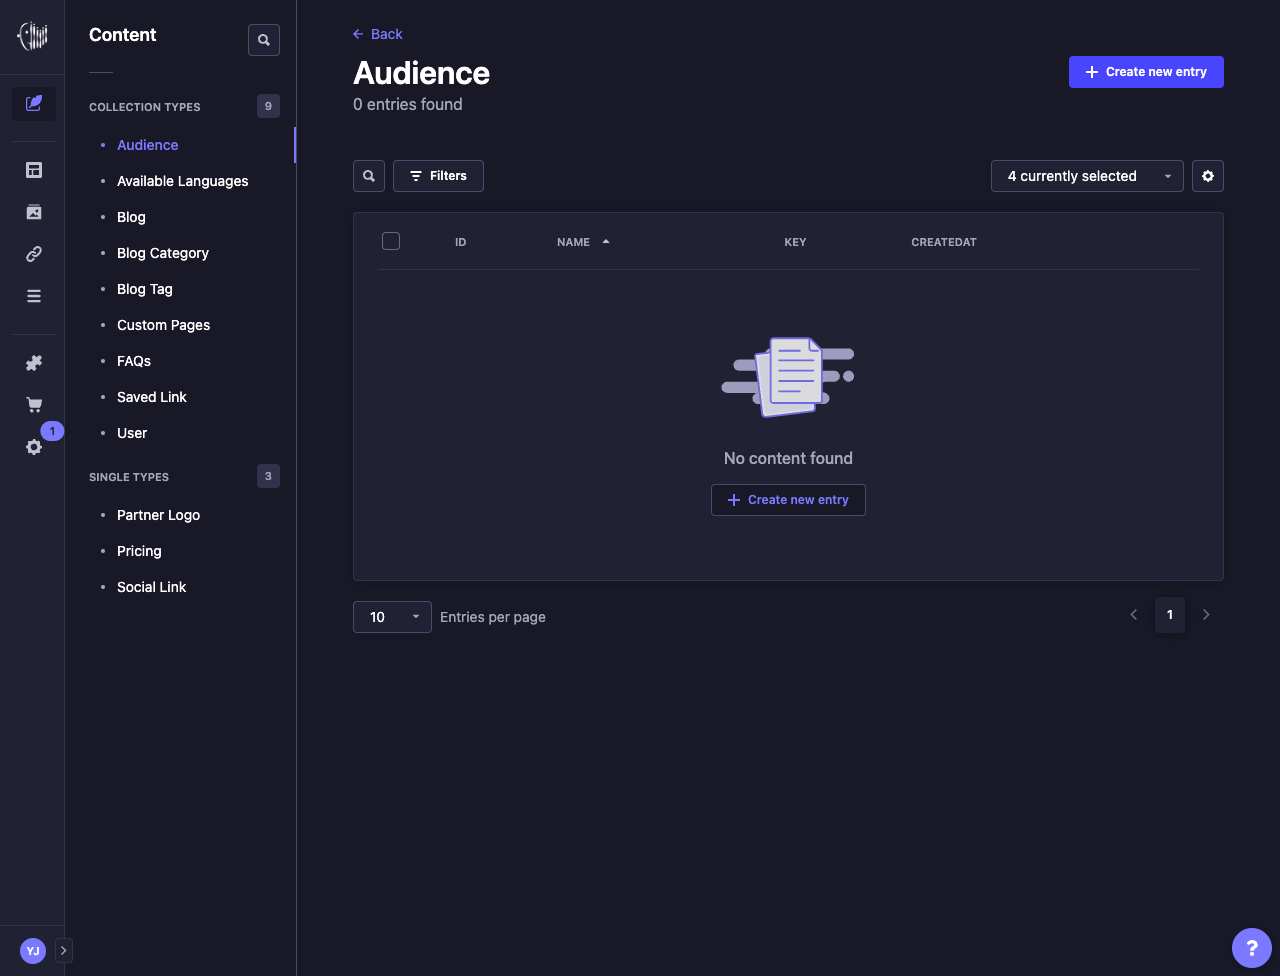 Content
COLLECTION TYPES 9
Audience
Available Languages
Blog
Blog Category
Blog Tag
Custom Pages
FAQs
Saved Link
User
SINGLE TYPES 3
Partner Logo
Pricing
Social Link
1
YJ
Back
Audience
0 entries found
Create new entry
Filters
4 currently selected
ID NAME KEY CREATEDAT
No content found
Create new entry
10 Entries per page
1
?